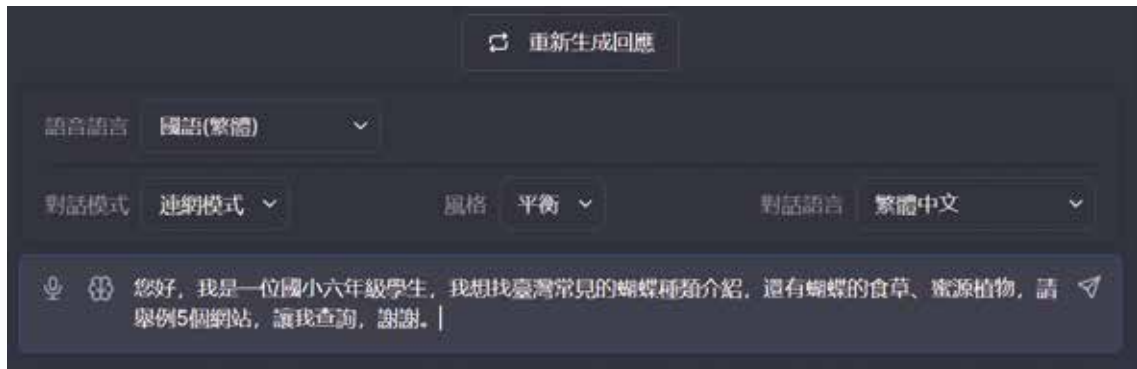 重新生成回應
語音語言 國語(繁體)
對話模式 連網模式 風格 平衡 對話語言 繁體中文
您好，我是一位國小六年級學生，我想找臺灣常見的蝴蝶種類介紹，還有蝴蝶的食草、蜜源植物，請
舉例5個網站，讓我查詢，謝謝。